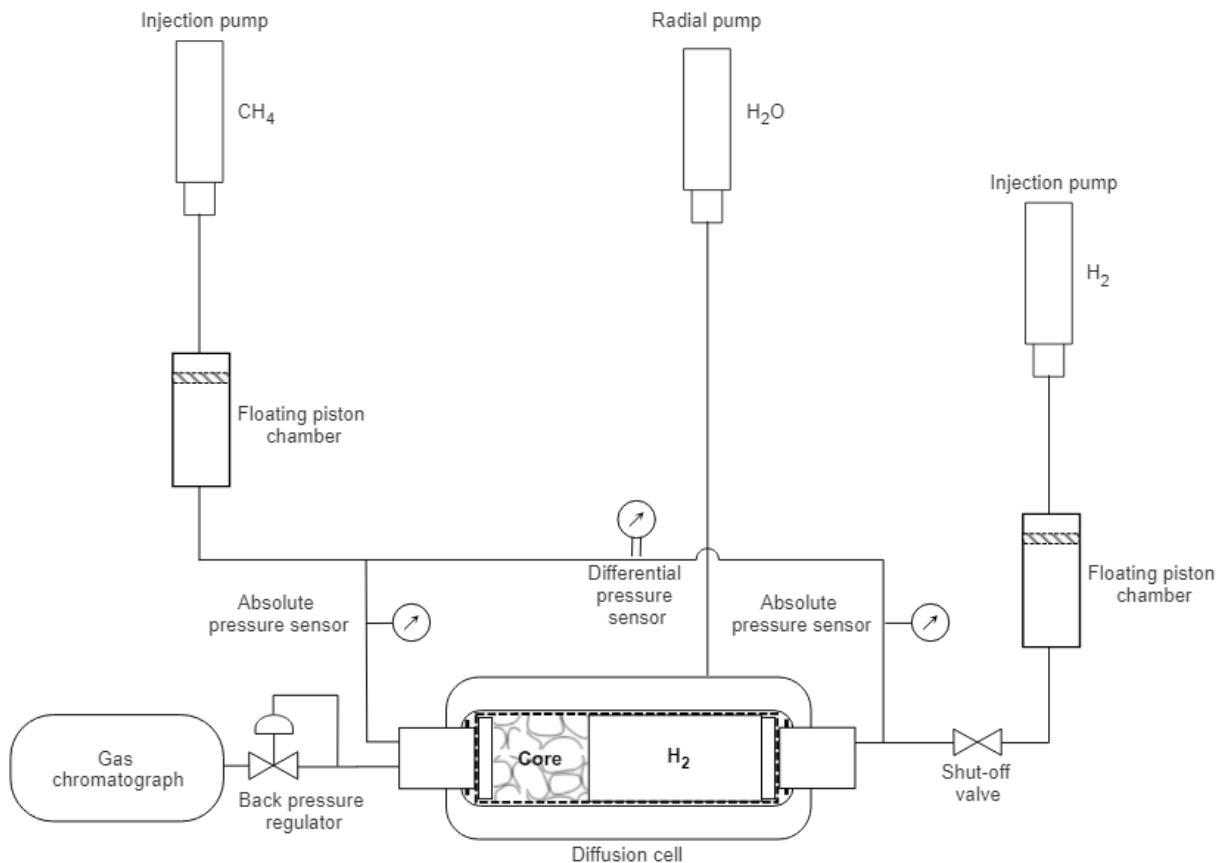 Injection pump
CH4
Radial pump
H2O
Injection pump
H2
Floating piston
chamber
Differential
pressure
sensor
Floating piston
chamber
Absolute
pressure sensor
Absolute
pressure sensor
Gas
chromatograph
Back pressure
regulator
Core
H2
Shut-off
valve
Diffusion cell